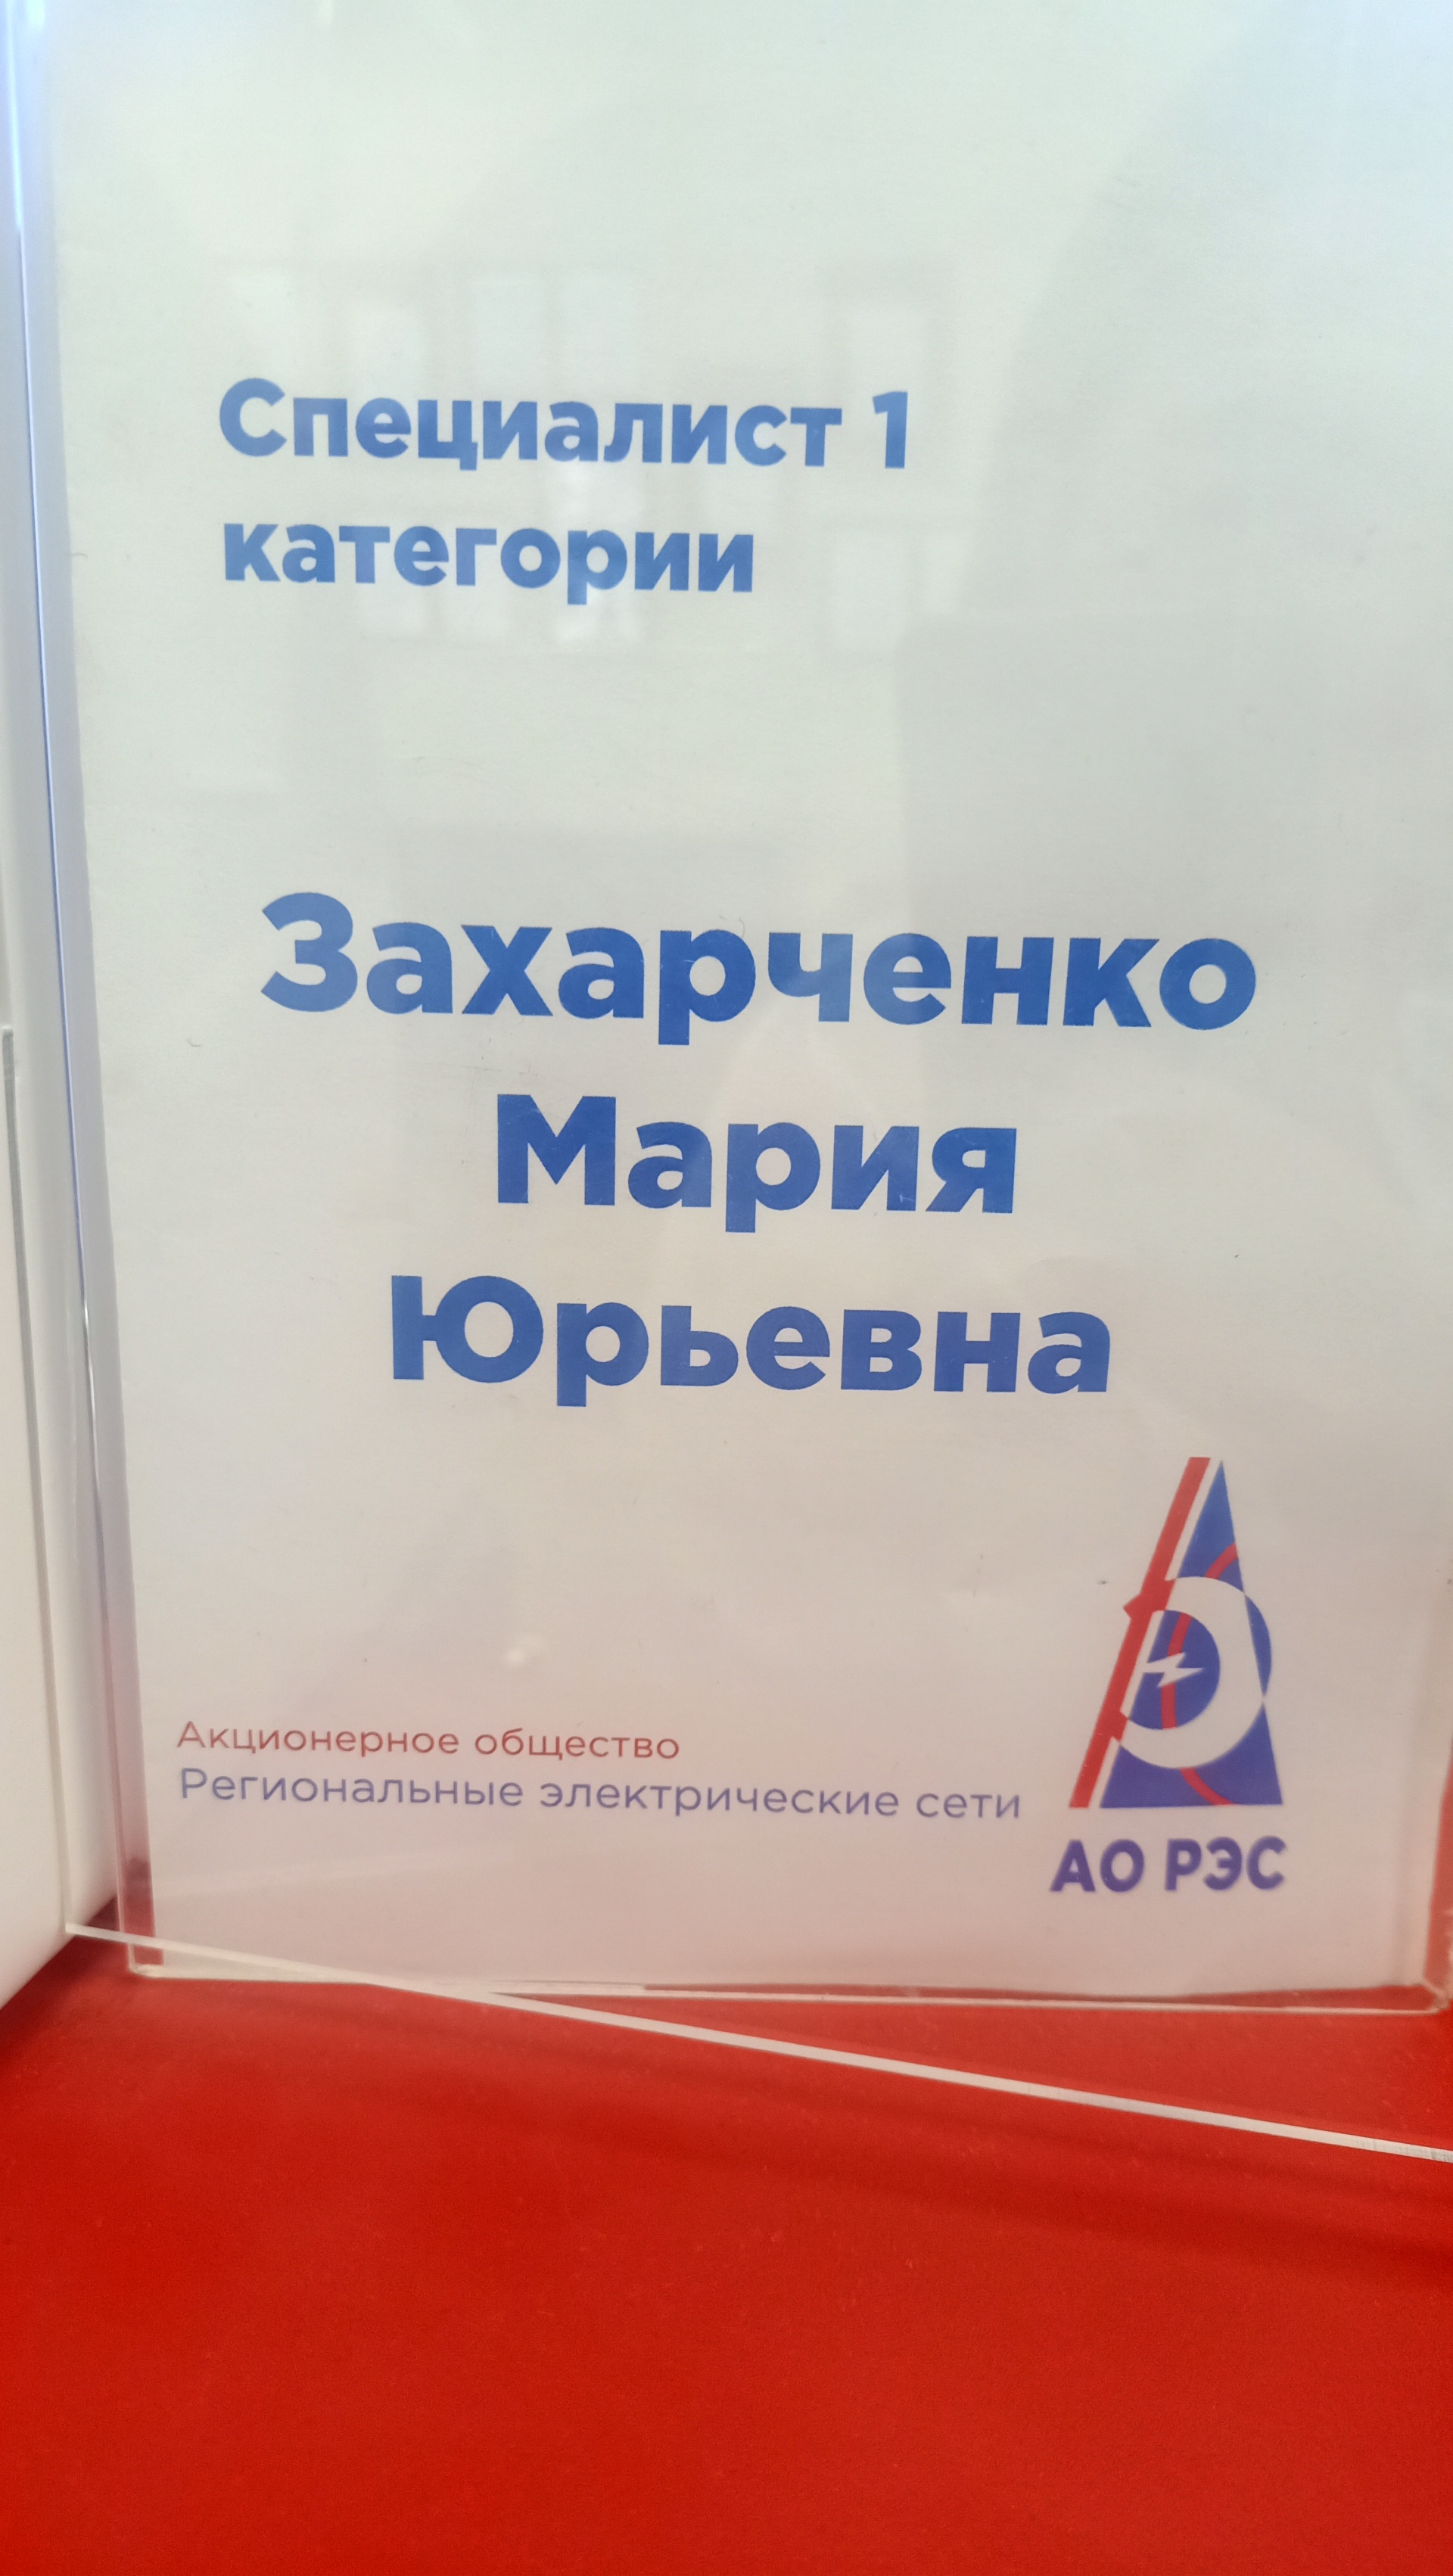 Специалист 1
категории
Захарченко
Мария
Юрьевна
Акционерное общество
Региональные электрические сети
АО РЭС